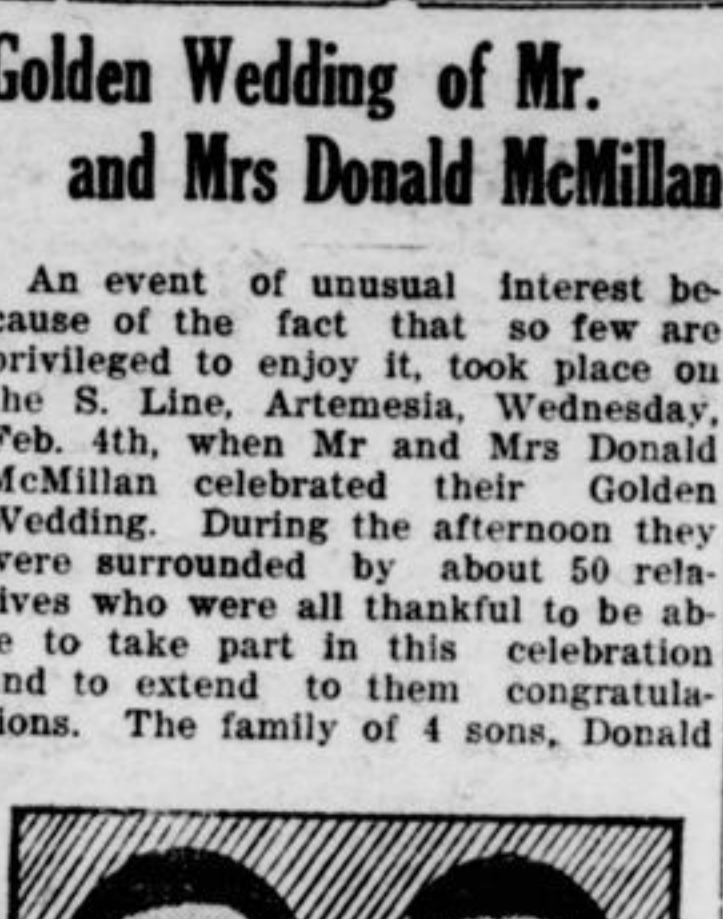 Golden Wedding of Mr.
and Mrs Donald McMillan
An event of unusual interest be-
cause of the fact that so few are
privileged to enjoy it, took place on
the S. Line, Artemesia, Wednesday,
Feb. 4th, when Mr and Mrs Donald
McMillan celebrated their Golden
Wedding. During the afternoon they
were surrounded by about 50 rela-
tives who were all thankful to be ab-
le to take part in this celebration
and to extend to them congratula-
tions. The family of 4 sons, Donald